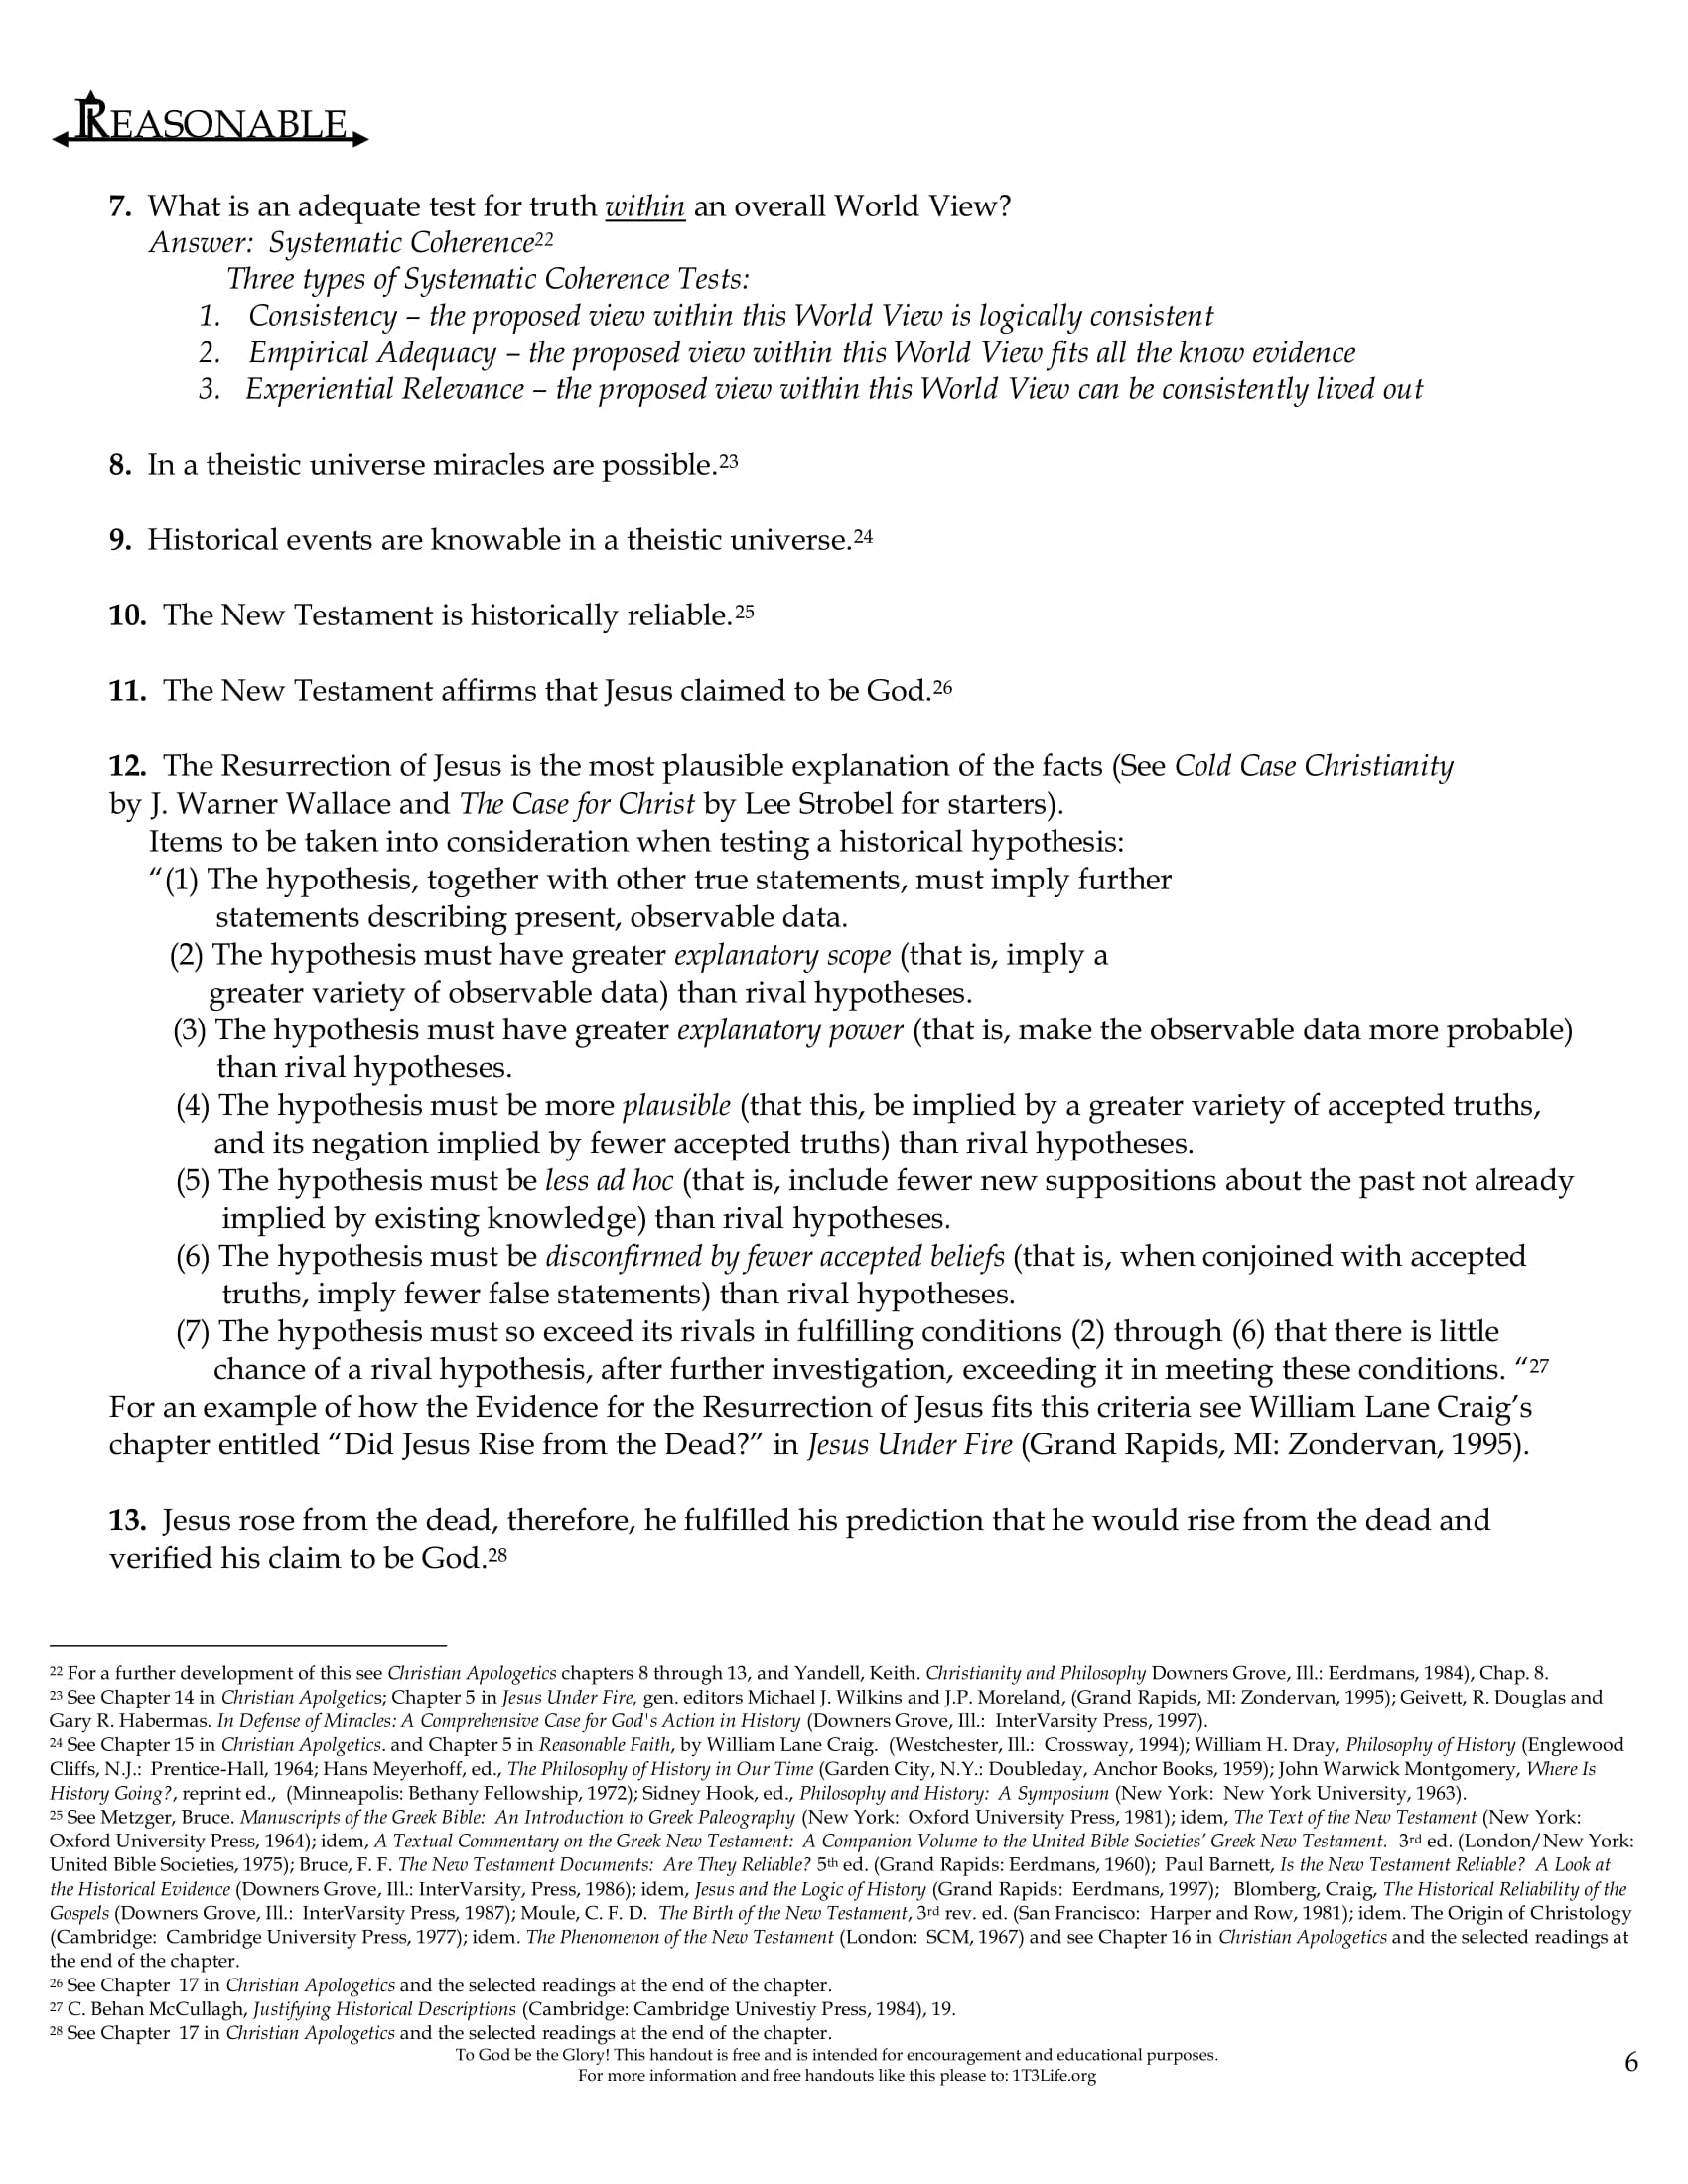 REASONABLE
7. What is an adequate test for truth within an overall World View?
Answer: Systematic Coherence22
Three types of Systematic Coherence Tests:
1. Consistency – the proposed view within this World View is logically consistent
2. Empirical Adequacy – the proposed view within this World View fits all the know evidence
3. Experiential Relevance – the proposed view within this World View can be consistently lived out
8. In a theistic universe miracles are possible.23
9. Historical events are knowable in a theistic universe.24
10. The New Testament is historically reliable.25
11. The New Testament affirms that Jesus claimed to be God.26
12. The Resurrection of Jesus is the most plausible explanation of the facts (See Cold Case Christianity
by J. Warner Wallace and The Case for Christ by Lee Strobel for starters).
Items to be taken into consideration when testing a historical hypothesis:
“(1) The hypothesis, together with other true statements, must imply further
statements describing present, observable data.
(2) The hypothesis must have greater explanatory scope (that is, imply a
greater variety of observable data) than rival hypotheses.
(3) The hypothesis must have greater explanatory power (that is, make the observable data more probable)
than rival hypotheses.
(4) The hypothesis must be more plausible (that this, be implied by a greater variety of accepted truths,
and its negation implied by fewer accepted truths) than rival hypotheses.
(5) The hypothesis must be less ad hoc (that is, include fewer new suppositions about the past not already
implied by existing knowledge) than rival hypotheses.
(6) The hypothesis must be disconfirmed by fewer accepted beliefs (that is, when conjoined with accepted
truths, imply fewer false statements) than rival hypotheses.
(7) The hypothesis must so exceed its rivals in fulfilling conditions (2) through (6) that there is little
chance of a rival hypothesis, after further investigation, exceeding it in meeting these conditions. “27
For an example of how the Evidence for the Resurrection of Jesus fits this criteria see William Lane Craig’s
chapter entitled “Did Jesus Rise from the Dead?” in Jesus Under Fire (Grand Rapids, MI: Zondervan, 1995).
13. Jesus rose from the dead, therefore, he fulfilled his prediction that he would rise from the dead and
verified his claim to be God.28
22 For a further development of this see Christian Apologetics chapters 8 through 13, and Yandell, Keith. Christianity and Philosophy Downers Grove, Ill.: Eerdmans, 1984), Chap. 8.
23 See Chapter 14 in Christian Apolgetics; Chapter 5 in Jesus Under Fire, gen. editors Michael J. Wilkins and J.P. Moreland, (Grand Rapids, MI: Zondervan, 1995); Geivett, R. Douglas and
Gary R. Habermas. In Defense of Miracles: A Comprehensive Case for God's Action in History (Downers Grove, Ill.: InterVarsity Press, 1997).
24 See Chapter 15 in Christian Apolgetics. and Chapter 5 in Reasonable Faith, by William Lane Craig. (Westchester, Ill.: Crossway, 1994); William H. Dray, Philosophy of History (Englewood
Cliffs, N.J.: Prentice-Hall, 1964; Hans Meyerhoff, ed., The Philosophy of History in Our Time (Garden City, N.Y.: Doubleday, Anchor Books, 1959); John Warwick Montgomery, Where Is
History Going?, reprint ed., (Minneapolis: Bethany Fellowship, 1972); Sidney Hook, ed., Philosophy and History: A Symposium (New York: New York University, 1963).
25 See Metzger, Bruce. Manuscripts of the Greek Bible: An Introduction to Greek Paleography (New York: Oxford University Press, 1981); idem, The Text of the New Testament (New York:
Oxford University Press, 1964); idem, A Textual Commentary on the Greek New Testament: A Companion Volume to the United Bible Societies’ Greek New Testament. 3rd ed. (London/New York:
United Bible Societies, 1975); Bruce, F. F. The New Testament Documents: Are They Reliable? 5th ed. (Grand Rapids: Eerdmans, 1960); Paul Barnett, Is the New Testament Reliable? A Look at
the Historical Evidence (Downers Grove, Ill.: InterVarsity, Press, 1986); idem, Jesus and the Logic of History (Grand Rapids: Eerdmans, 1997); Blomberg, Craig, The Historical Reliability of the
Gospels (Downers Grove, Ill.: InterVarsity Press, 1987); Moule, C. F. D. The Birth of the New Testament, 3rd rev. ed. (San Francisco: Harper and Row, 1981); idem. The Origin of Christology
(Cambridge: Cambridge University Press, 1977); idem. The Phenomenon of the New Testament (London: SCM, 1967) and see Chapter 16 in Christian Apologetics and the selected readings at
the end of the chapter.
26 See Chapter 17 in Christian Apologetics and the selected readings at the end of the chapter.
27 C. Behan McCullagh, Justifying Historical Descriptions (Cambridge: Cambridge Univestiy Press, 1984), 19.
28 See Chapter 17 in Christian Apologetics and the selected readings at the end of the chapter.
To God be the Glory! This handout is free and is intended for encouragement and educational purposes.
For more information and free handouts like this please to: 1T3Life.org
6